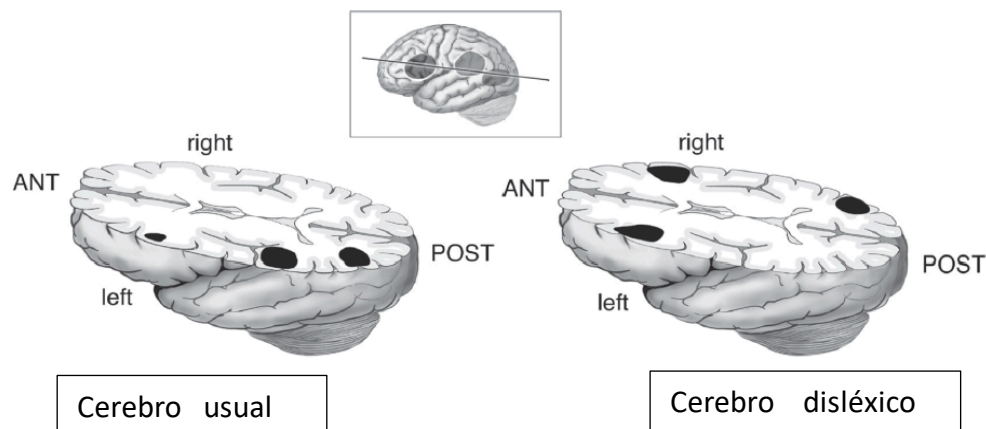 right
ANT
POST
left
Cerebro usual
right
ANT
POST
left
Cerebro disléxico